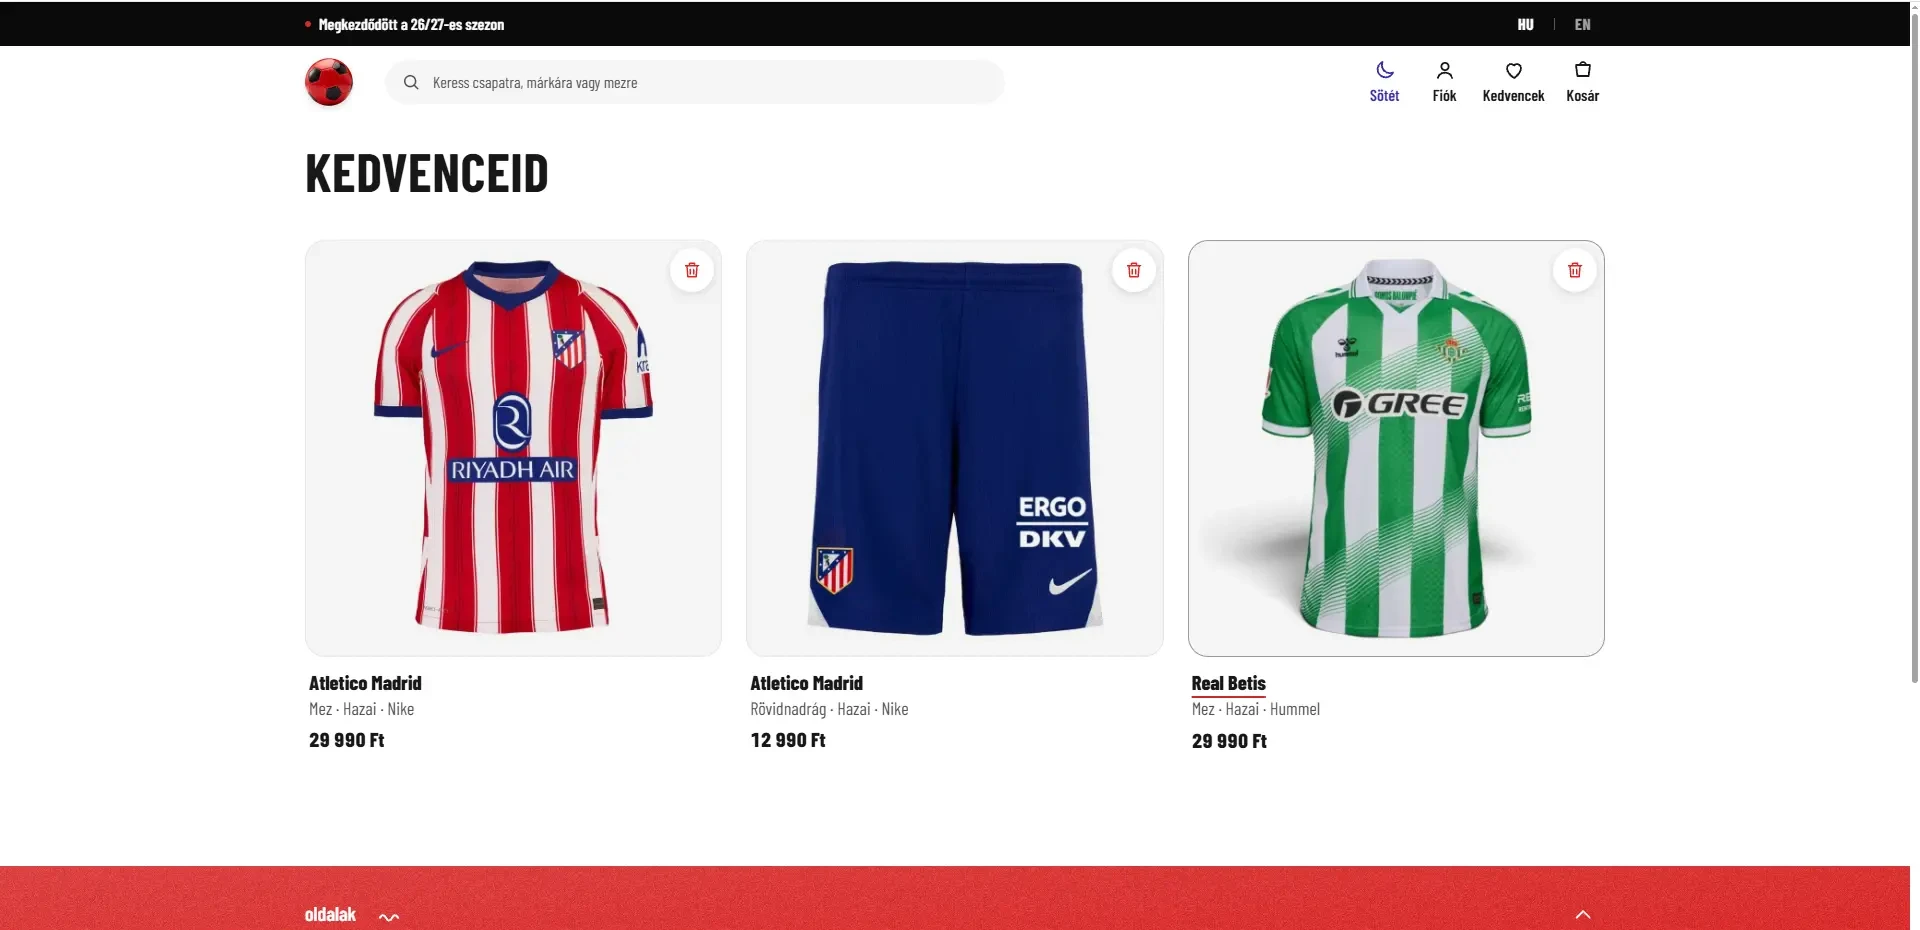 Megkezdődött a 26/27-es szezon
HU
EN
Keress csapatra, márkára vagy mezre
Sötét
Fiók
Kedvencek
Kosár
KEDVENCEID
RIYADH AIR
ERGO
DKV
hummel
GREE
Atletico Madrid
Mez · Hazai · Nike
29 990 Ft
Atletico Madrid
Rövidnadrág · Hazai · Nike
12 990 Ft
Real Betis
Mez · Hazai · Hummel
29 990 Ft
oldalak